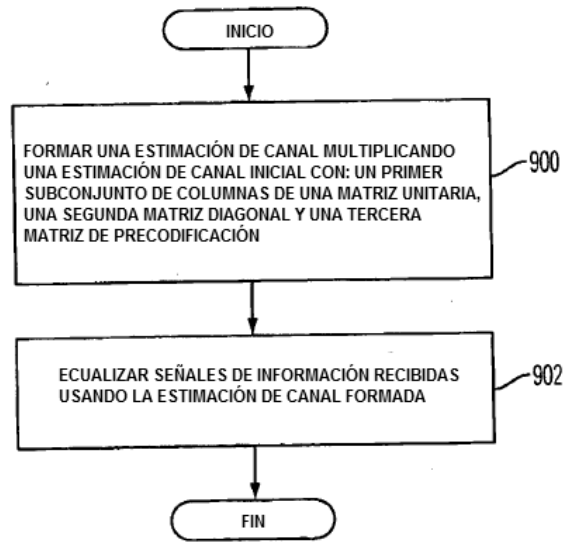 INICIO
FORMAR UNA ESTIMACIÓN DE CANAL MULTIPLICANDO
UNA ESTIMACIÓN DE CANAL INICIAL CON: UN PRIMER
SUBCONJUNTO DE COLUMNAS DE UNA MATRIZ UNITARIA,
UNA SEGUNDA MATRIZ DIAGONAL Y UNA TERCERA
MATRIZ DE PRECODIFICACIÓN
900
ECUALIZAR SEÑALES DE INFORMACIÓN RECIBIDAS
USANDO LA ESTIMACIÓN DE CANAL FORMADA
902
FIN